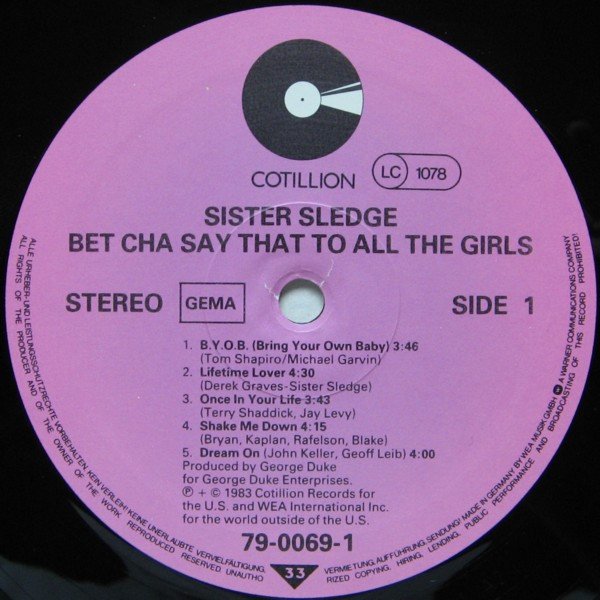 COTILLION
LC 1078
SISTER SLEDGE
BET CHA SAY THAT TO ALL THE GIRLS
STEREO GEMA SIDE 1
1. B.Y.O.B. (Bring Your Own Baby) 3:46
(Tom Shapiro/Michael Garvin)
2. Lifetime Lover 4:30
(Derek Graves-Sister Sledge)
3. Once In Your Life 3:43
(Terry Shaddick, Jay Levy)
4. Shake Me Down 4:15
(Bryan, Kaplan, Rafelson, Blake)
5. Dream On (John Keller, Geoff Leib) 4:00
Produced by George Duke
for George Duke Enterprises.
℗ + © 1983 Cotillion Records for
the U.S. and WEA International Inc.
for the world outside of the U.S.
79-0069-1
33
ALLE URHEBER- UND LEISTUNGSSCHUTZRECHTE VORBEHALTEN. KEIN VERLEIH! KEINE UNERLAUBTE VERVIELFÄLTIGUNG, VERMIETUNG, AUFFÜHRUNG, SENDUNG! MADE IN GERMANY BY WEA MUSIK GMBH A WARNER COMMUNICATIONS COMPANY
ALL RIGHTS OF THE PRODUCER AND OF THE OWNER OF THE WORK REPRODUCED RESERVED UNAUTHORIZED COPYING, HIRING, LENDING, PUBLIC PERFORMANCE AND BROADCASTING OF THIS RECORD PROHIBITED!